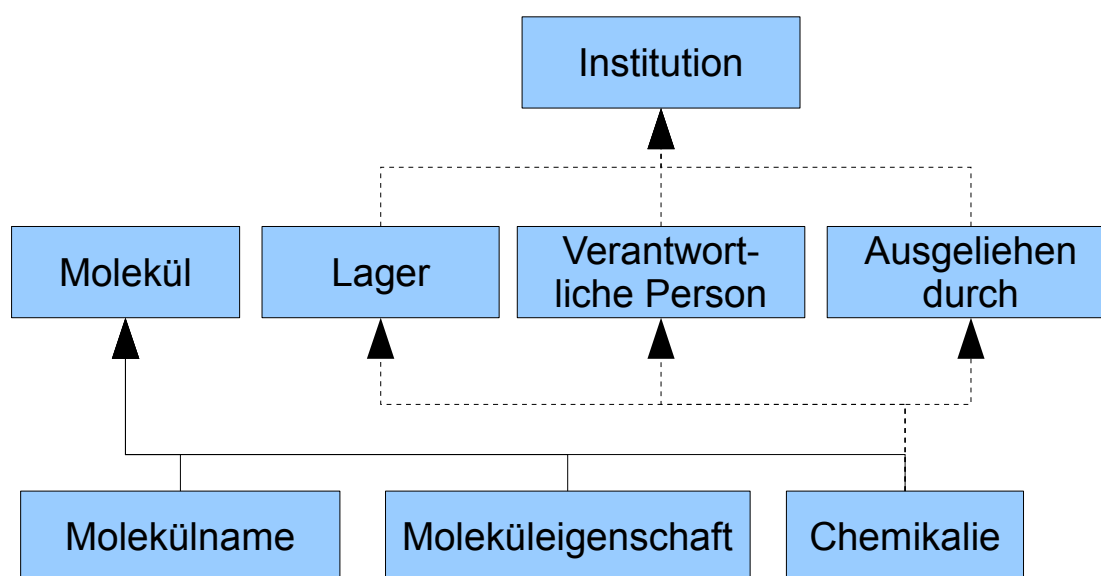 Institution
Molekül
Lager
Verantwort-
liche Person
Ausgeliehen
durch
Molekülname
Moleküleigenschaft
Chemikalie